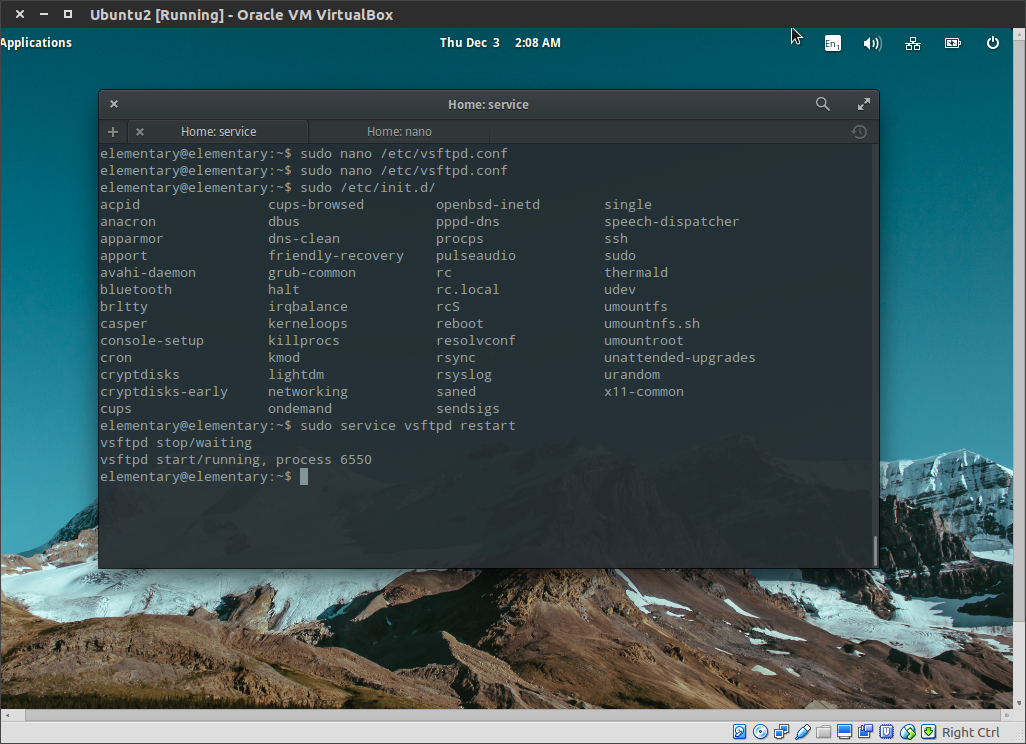 Ubuntu2 [Running] - Oracle VM VirtualBox
Applications Thu Dec 3 2:08 AM En1
Home: service
Home: service Home: nano
elementary@elementary:~$ sudo nano /etc/vsftpd.conf
elementary@elementary:~$ sudo nano /etc/vsftpd.conf
elementary@elementary:~$ sudo /etc/init.d/
acpid cups-browsed openbsd-inetd single
anacron dbus pppd-dns speech-dispatcher
apparmor dns-clean procps ssh
apport friendly-recovery pulseaudio sudo
avahi-daemon grub-common rc thermald
bluetooth halt rc.local udev
brltty irqbalance rcS umountfs
casper kerneloops reboot umountnfs.sh
console-setup killprocs resolvconf umountroot
cron kmod rsync unattended-upgrades
cryptdisks lightdm rsyslog urandom
cryptdisks-early networking saned x11-common
cups ondemand sendsigs
elementary@elementary:~$ sudo service vsftpd restart
vsftpd stop/waiting
vsftpd start/running, process 6550
elementary@elementary:~$
Right Ctrl